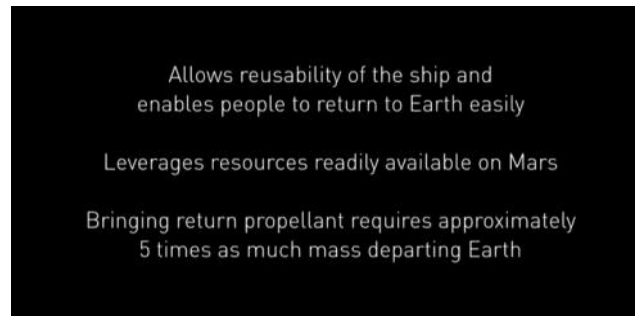 Allows reusability of the ship and
enables people to return to Earth easily
Leverages resources readily available on Mars
Bringing return propellant requires approximately
5 times as much mass departing Earth